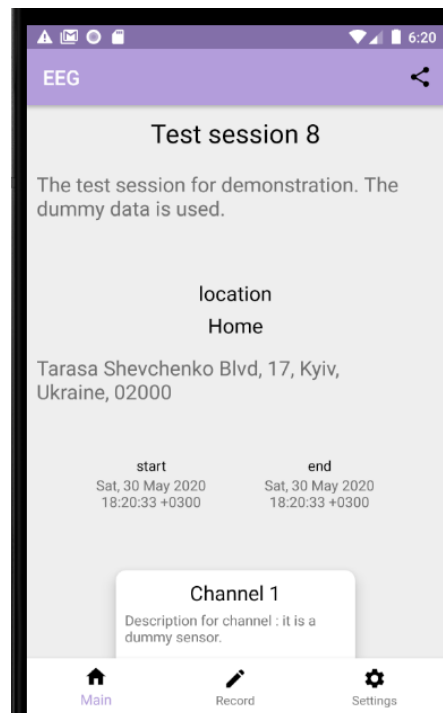 6:20
EEG
Test session 8
The test session for demonstration. The
dummy data is used.
location
Home
Tarasa Shevchenko Blvd, 17, Kyiv,
Ukraine, 02000
start
Sat, 30 May 2020
18:20:33 +0300
end
Sat, 30 May 2020
18:20:33 +0300
Channel 1
Description for channel : it is a
dummy sensor.
Main
Record
Settings